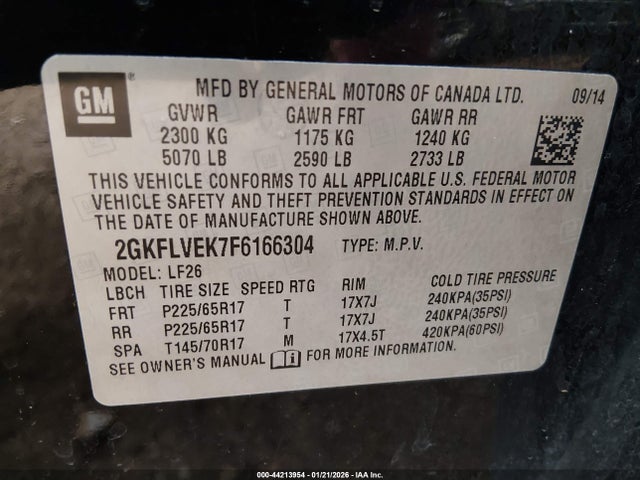 GM
MFD BY GENERAL MOTORS OF CANADA LTD. 09/14
GVWR GAWR FRT GAWR RR
2300 KG 1175 KG 1240 KG
5070 LB 2590 LB 2733 LB
THIS VEHICLE CONFORMS TO ALL APPLICABLE U.S. FEDERAL MOTOR
VEHICLE SAFETY AND THEFT PREVENTION STANDARDS IN EFFECT ON
THE DATE OF MANUFACTURE SHOWN ABOVE.
2GKFLVEK7F6166304 TYPE: M.P.V.
MODEL: LF26
LBCH TIRE SIZE SPEED RTG RIM COLD TIRE PRESSURE
FRT P225/65R17 T 17X7J 240KPA(35PSI)
RR P225/65R17 T 17X7J 240KPA(35PSI)
SPA T145/70R17 M 17X4.5T 420KPA(60PSI)
SEE OWNER'S MANUAL FOR MORE INFORMATION.
000-44213954 - 01/21/2026 - IAA Inc.